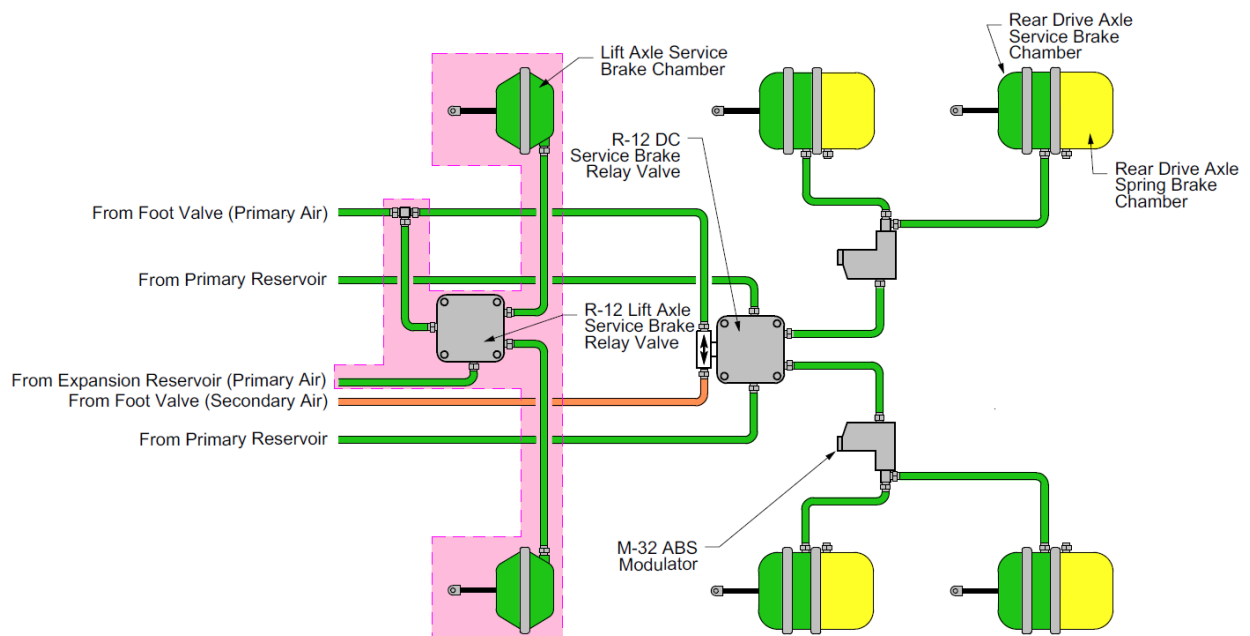 Lift Axle Service
Brake Chamber
Rear Drive Axle
Service Brake
Chamber
R-12 DC
Service Brake
Relay Valve
Rear Drive Axle
Spring Brake
Chamber
From Foot Valve (Primary Air)
From Primary Reservoir
R-12 Lift Axle
Service Brake
Relay Valve
From Expansion Reservoir (Primary Air)
From Foot Valve (Secondary Air)
From Primary Reservoir
M-32 ABS
Modulator